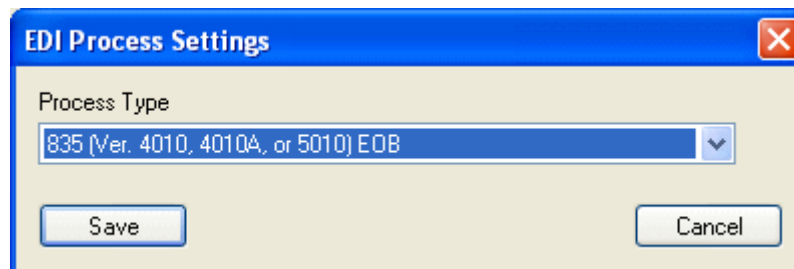 EDI Process Settings
Process Type
835 (Ver. 4010, 4010A, or 5010) EOB
Save Cancel